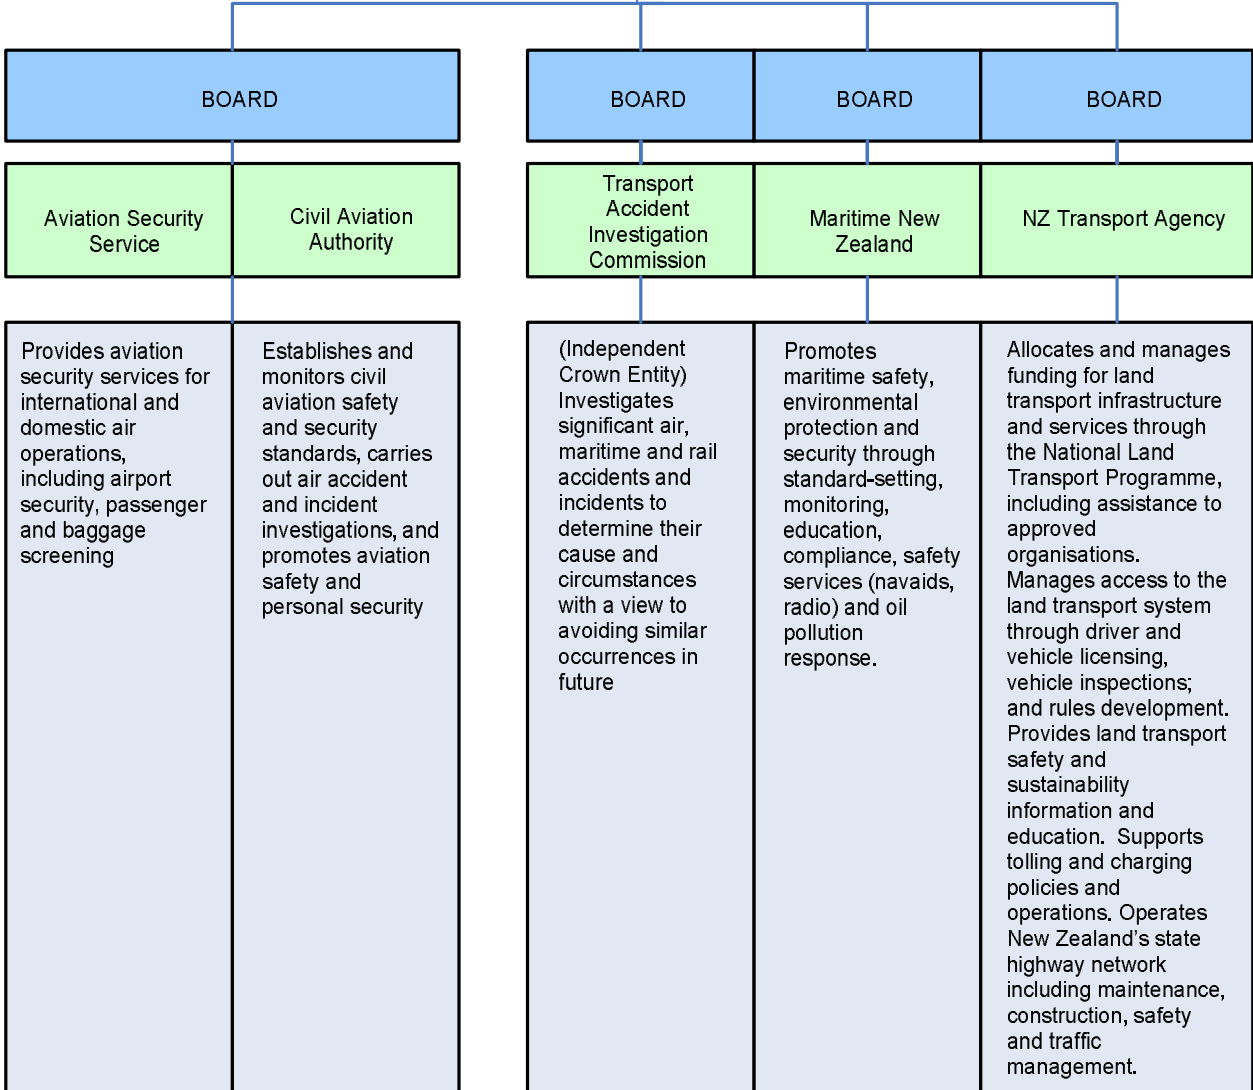 BOARD
BOARD
BOARD
BOARD
Aviation Security
Service
Civil Aviation
Authority
Transport
Accident
Investigation
Commission
Maritime New
Zealand
NZ Transport Agency
Provides aviation
security services for
international and
domestic air
operations,
including airport
security, passenger
and baggage
screening
Establishes and
monitors civil
aviation safety
and security
standards, carries
out air accident
and incident
investigations, and
promotes aviation
safety and
personal security
(Independent
Crown Entity)
Investigates
significant air,
maritime and rail
accidents and
incidents to
determine their
cause and
circumstances
with a view to
avoiding similar
occurrences in
future
Promotes
maritime safety,
environmental
protection and
security through
standard-setting,
monitoring,
education,
compliance, safety
services (navaids,
radio) and oil
pollution
response.
Allocates and manages
funding for land
transport infrastructure
and services through
the National Land
Transport Programme,
including assistance to
approved
organisations.
Manages access to the
land transport system
through driver and
vehicle licensing,
vehicle inspections;
and rules development.
Provides land transport
safety and
sustainability
information and
education.  Supports
tolling and charging
policies and
operations. Operates
New Zealand’s state
highway network
including maintenance,
construction, safety
and traffic
management.